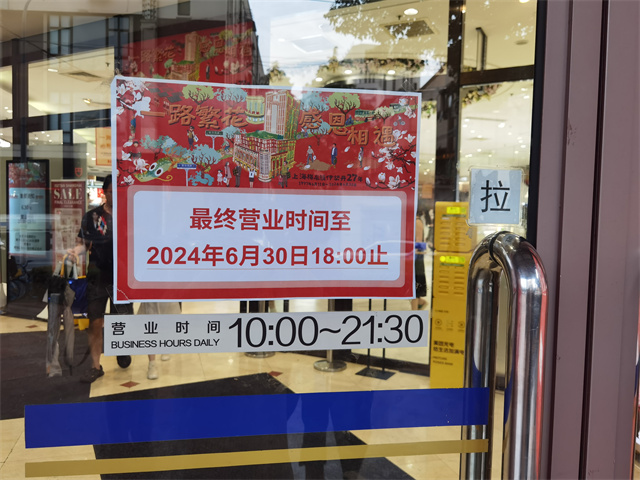 一路繁花
感恩相遇
最终营业时间至
2024年6月30日18:00止
拉
营业时间 10:00~21:30
BUSINESS HOURS DAILY
SALE